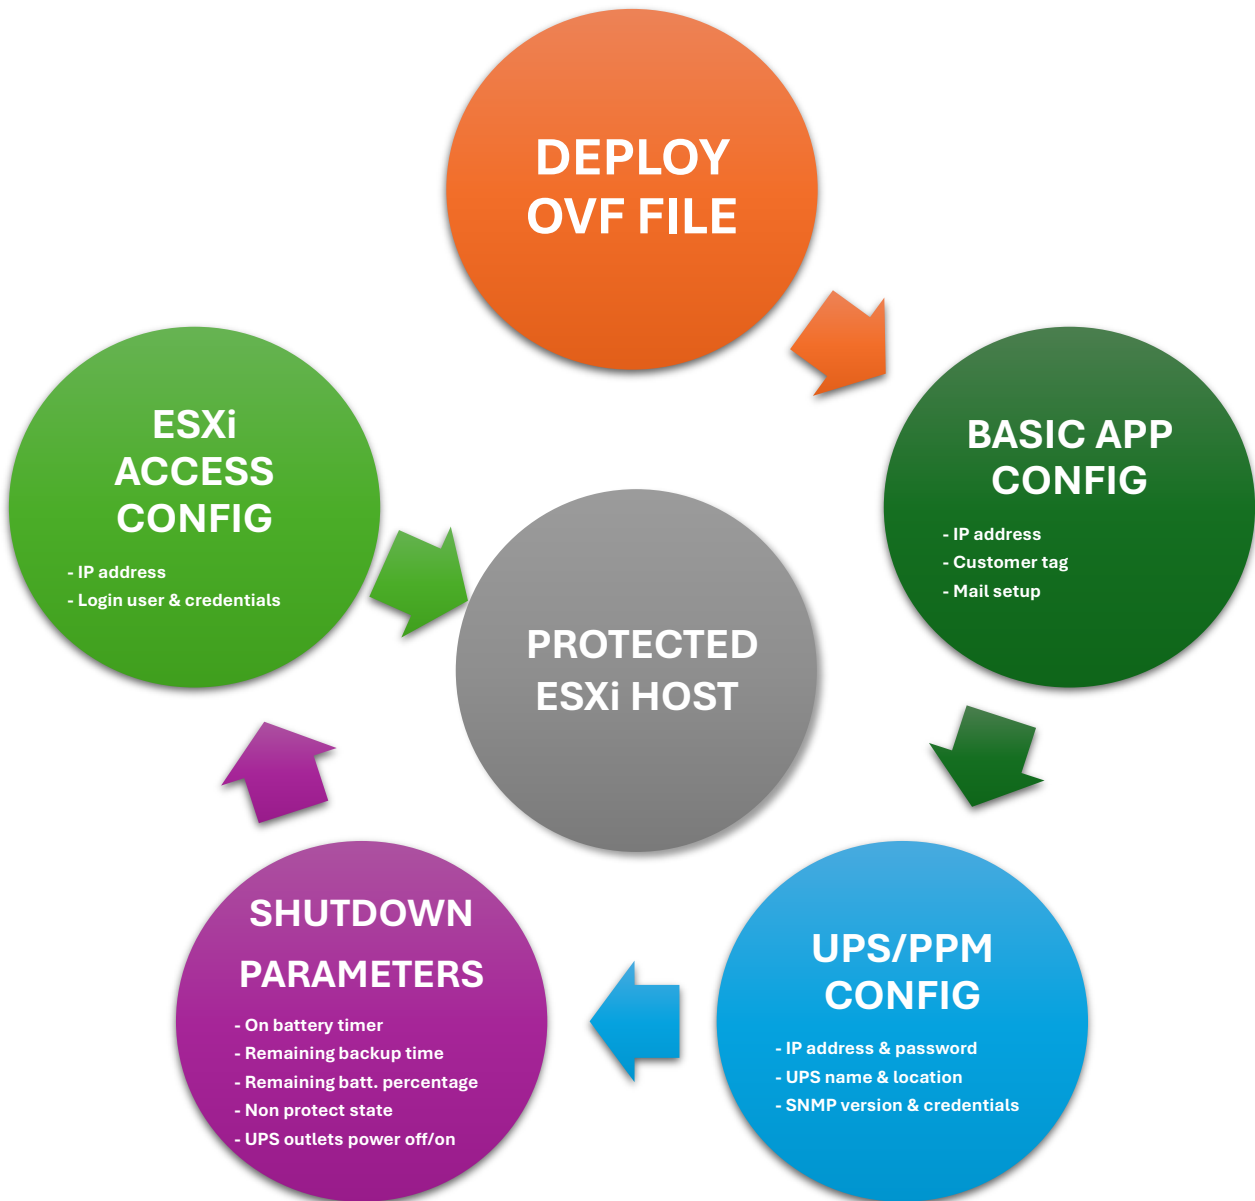 DEPLOY
OVF FILE
BASIC APP
CONFIG
- IP address
- Customer tag
- Mail setup
UPS/PPM
CONFIG
- IP address & password
- UPS name & location
- SNMP version & credentials
SHUTDOWN
PARAMETERS
- On battery timer
- Remaining backup time
- Remaining batt. percentage
- Non protect state
- UPS outlets power off/on
ESXi
ACCESS
CONFIG
- IP address
- Login user & credentials
PROTECTED
ESXi HOST